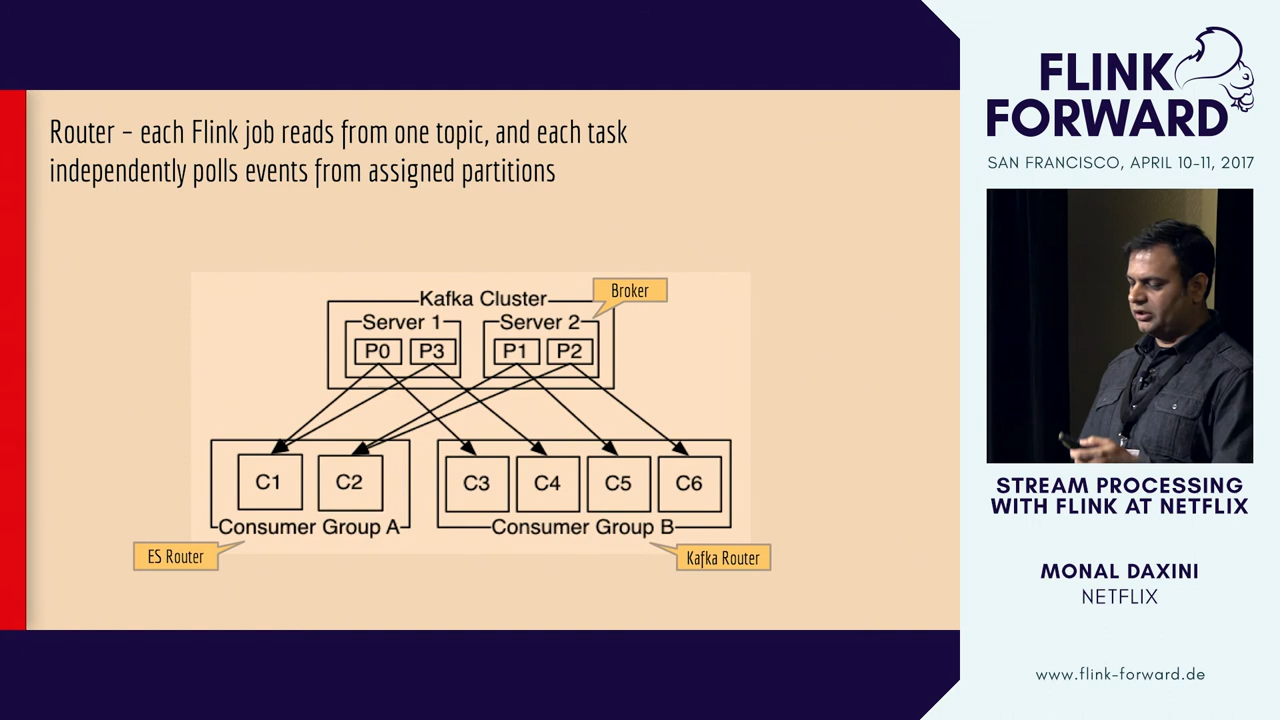 Router – each Flink job reads from one topic, and each task
independently polls events from assigned partitions
Broker
Kafka Cluster
Server 1
Server 2
P0
P3
P1
P2
C1
C2
C3
C4
C5
C6
Consumer Group A
Consumer Group B
ES Router
Kafka Router
FLINK
FORWARD
SAN FRANCISCO, APRIL 10-11, 2017
STREAM PROCESSING
WITH FLINK AT NETFLIX
MONAL DAXINI
NETFLIX
www.flink-forward.de